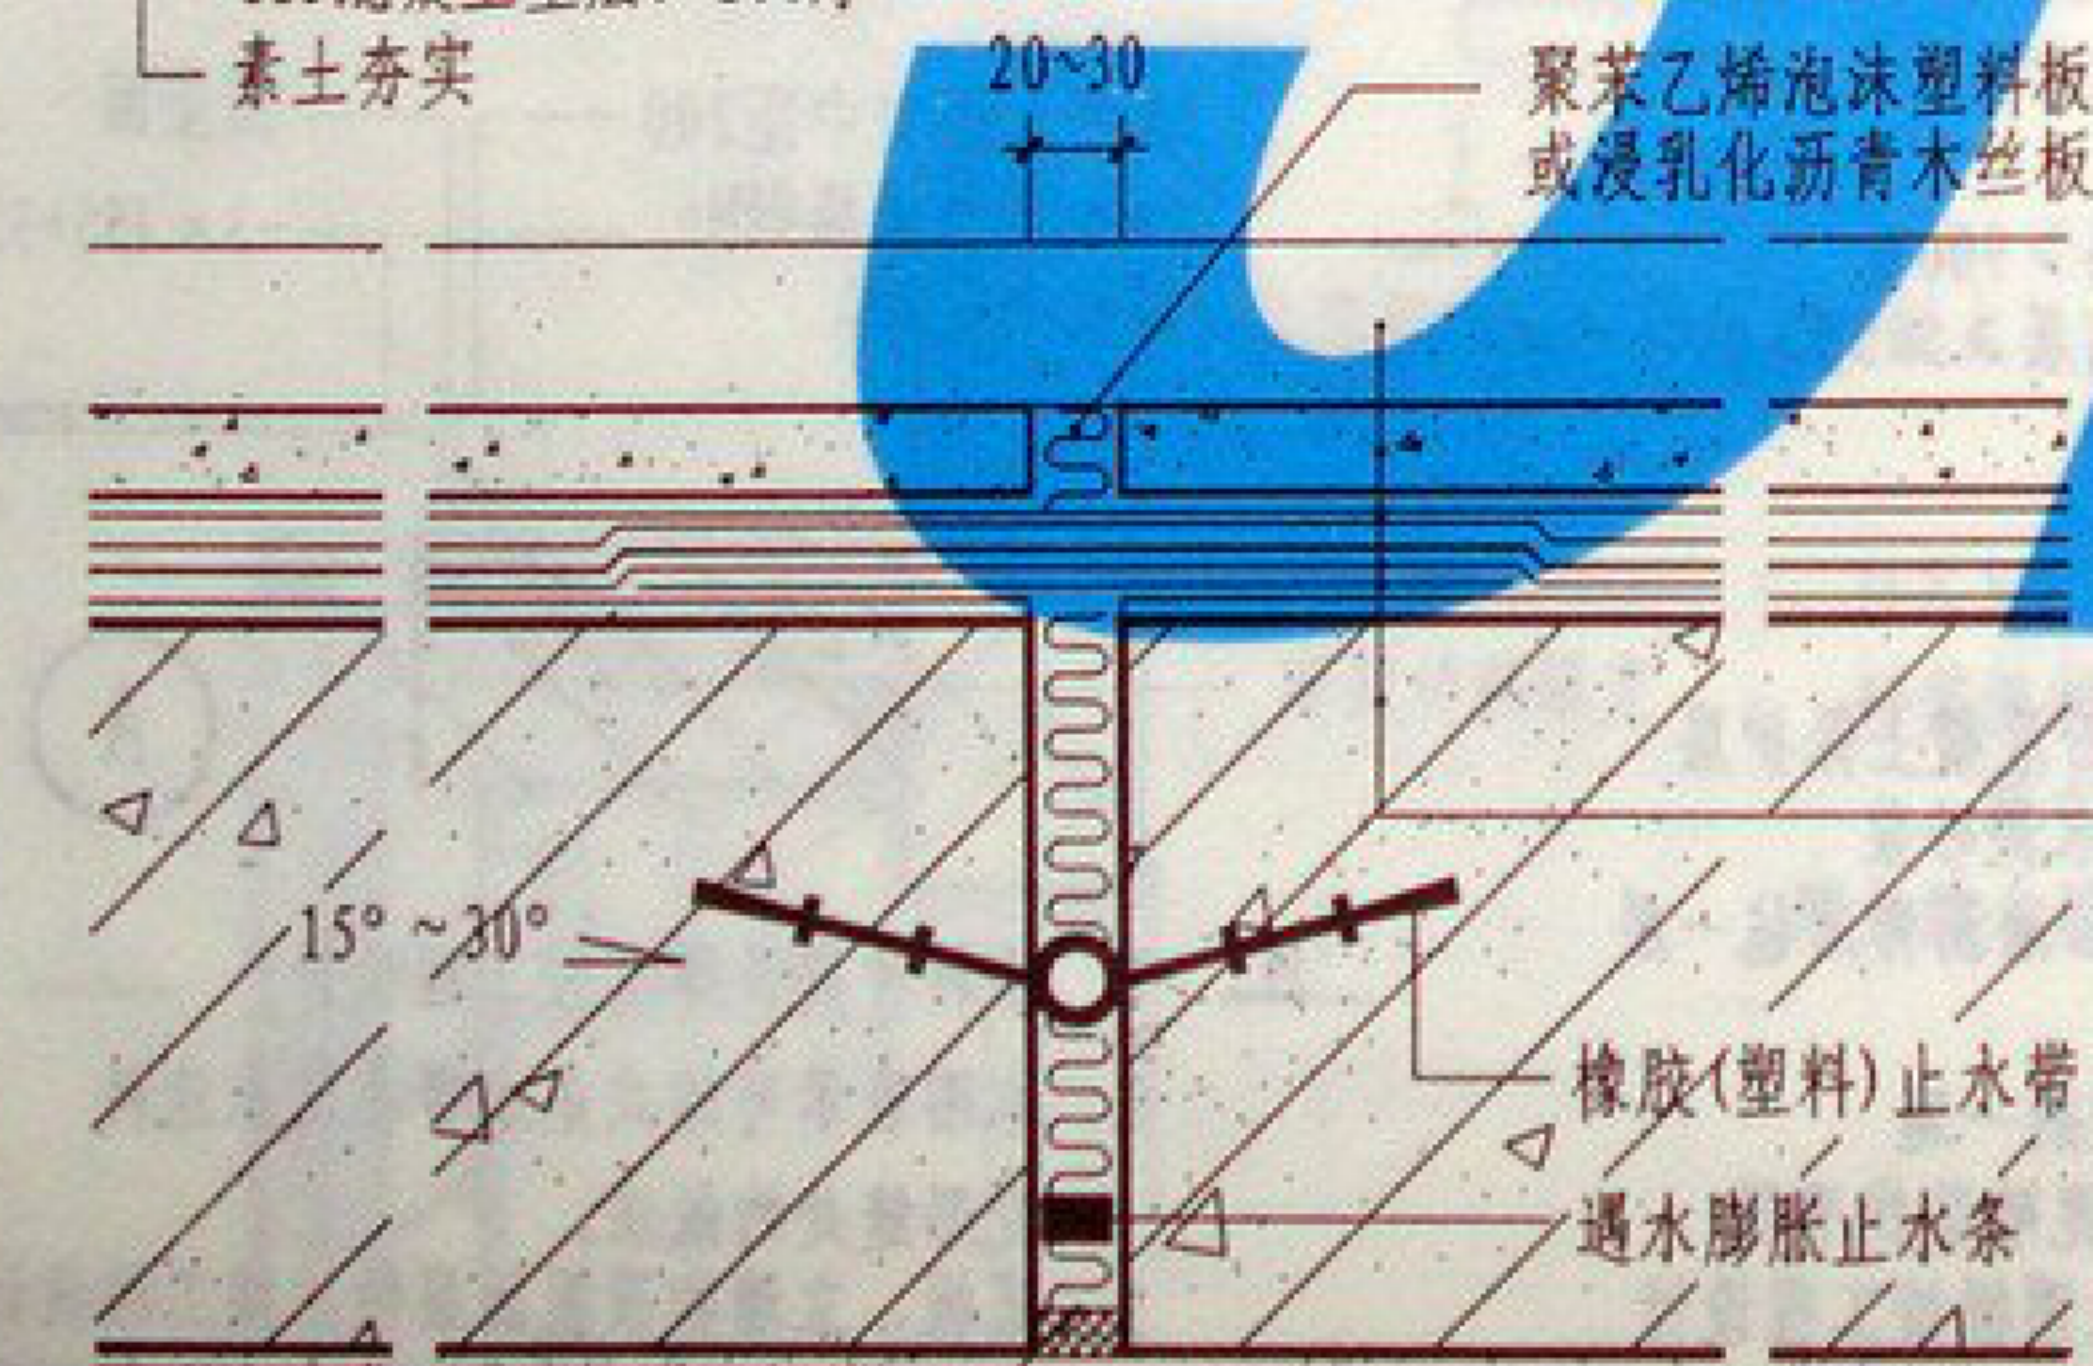 素土夯实
20~30
聚苯乙烯泡沫塑料板
或浸乳化沥青木丝板
15° ~ 30°
橡胶(塑料)止水带
遇水膨胀止水条